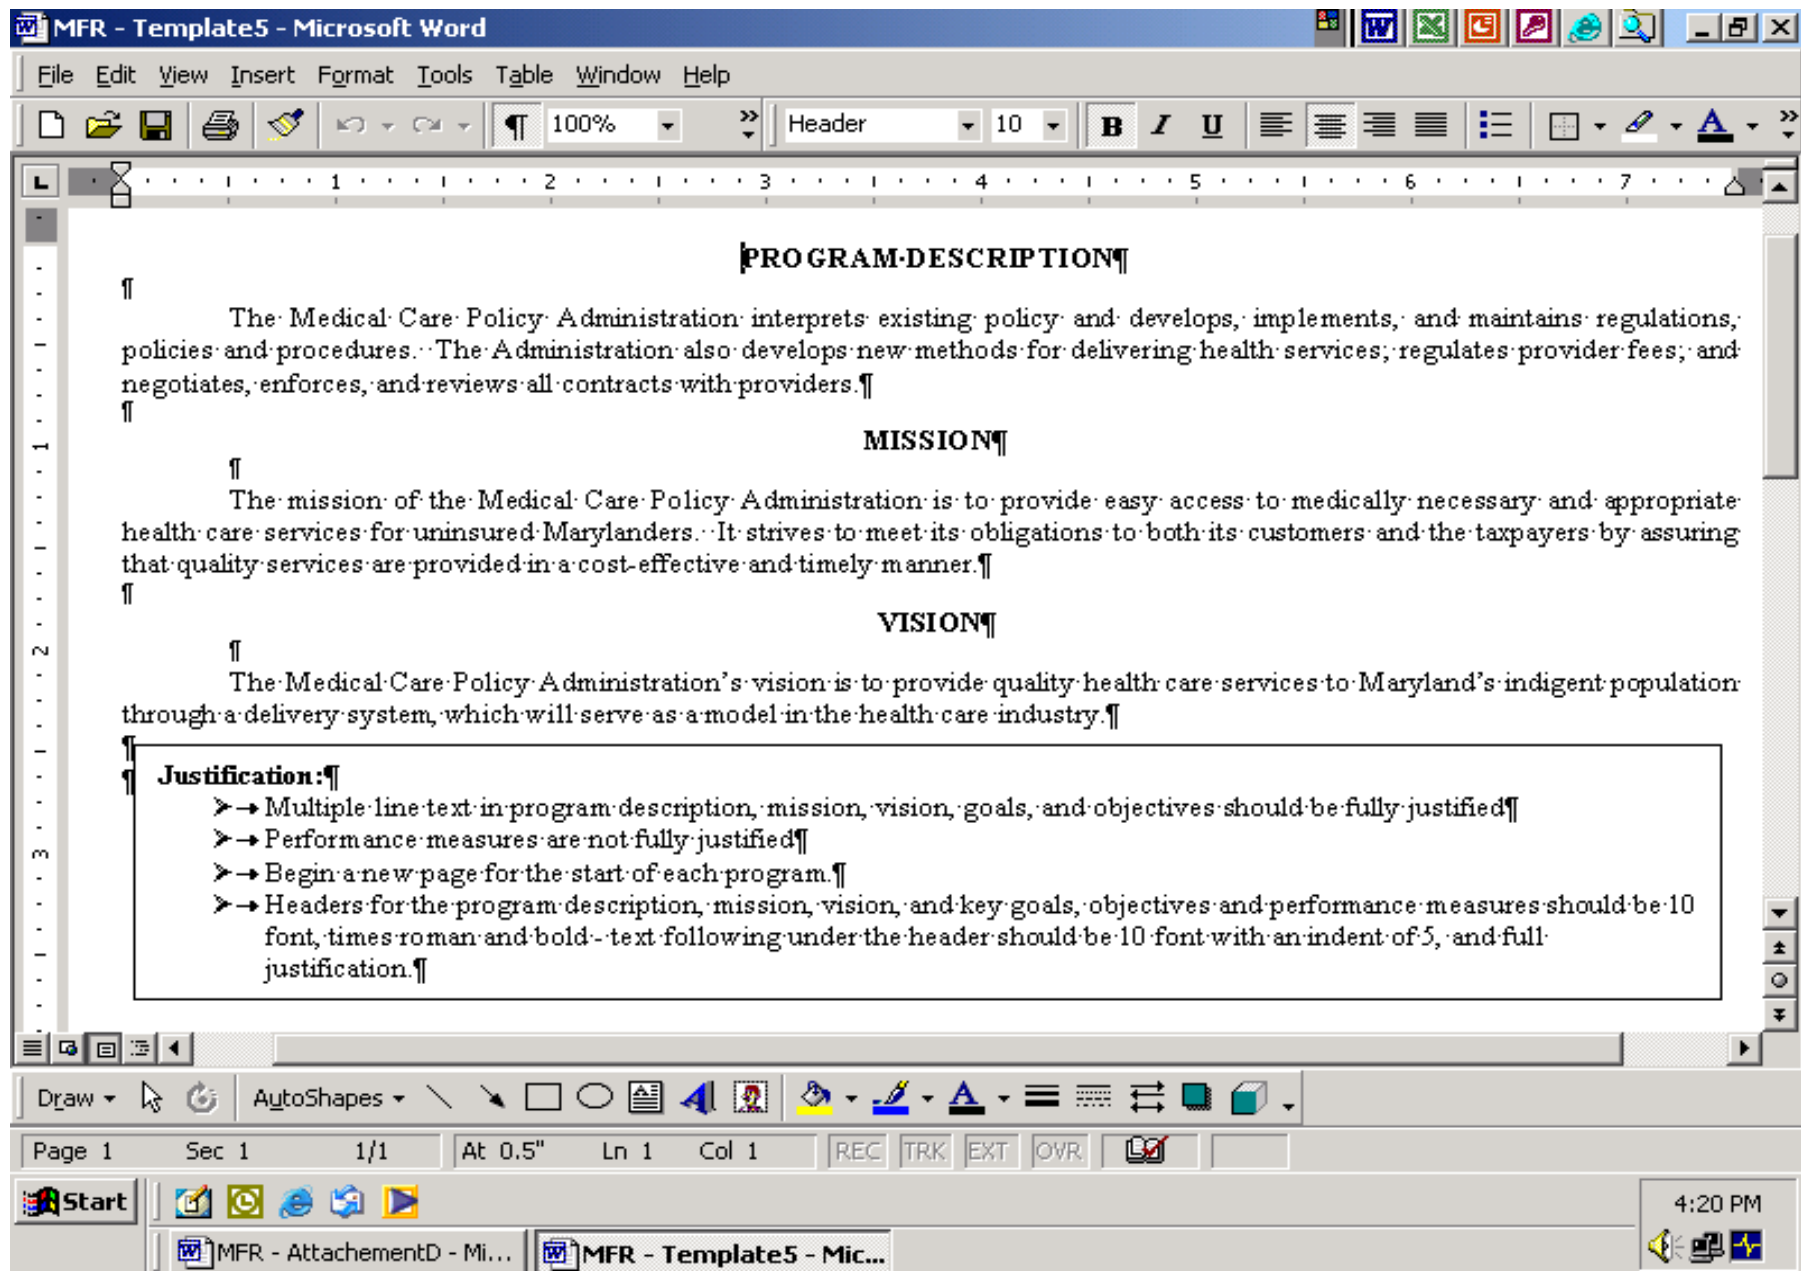 MFR - Template5 - Microsoft Word
File Edit View Insert Format Tools Table Window Help
100% Header 10 B I U A
1 2 3 4 5 6 7
PROGRAM·DESCRIPTION¶
¶
The Medical Care Policy Administration interprets existing policy and develops, implements, and maintains regulations,
policies and procedures. The Administration also develops new methods for delivering health services; regulates provider fees; and
negotiates, enforces, and reviews all contracts with providers.¶
¶
MISSION¶
¶
The mission of the Medical Care Policy Administration is to provide easy access to medically necessary and appropriate
health care services for uninsured Marylanders. It strives to meet its obligations to both its customers and the taxpayers by assuring
that quality services are provided in a cost-effective and timely manner.¶
¶
VISION¶
¶
The Medical Care Policy Administration's vision is to provide quality health care services to Maryland's indigent population
through a delivery system, which will serve as a model in the health care industry.¶
¶
¶
Justification:¶
➢→Multiple line text in program description, mission, vision, goals, and objectives should be fully justified¶
➢→Performance measures are not fully justified¶
➢→Begin a new page for the start of each program.¶
➢→Headers for the program description, mission, vision, and key goals, objectives and performance measures should be 10
font, times roman and bold - text following under the header should be 10 font with an indent of 5, and full
justification.¶
1
2
3
Draw AutoShapes
Page 1 Sec 1 1/1 At 0.5" Ln 1 Col 1 REC TRK EXT OVR
Start 4:20 PM
MFR - AttachementD - Mi... MFR - Template5 - Mic...